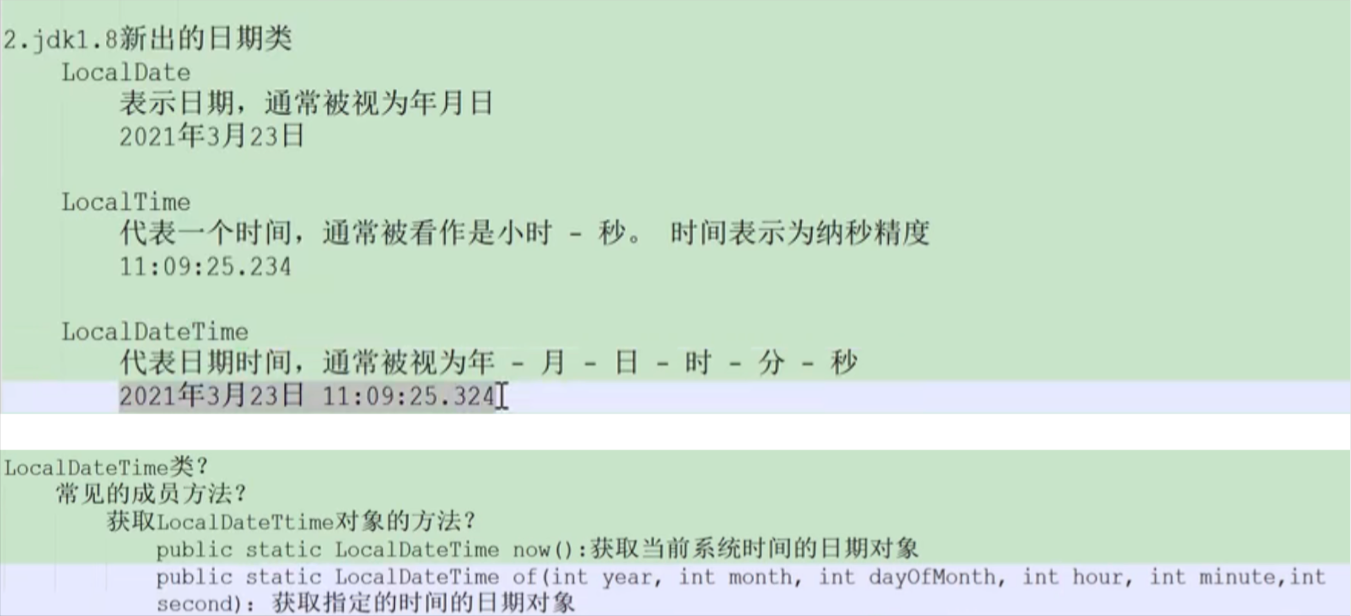 2.jdk1.8新出的日期类
LocalDate
表示日期，通常被视为年月日
2021年3月23日
LocalTime
代表一个时间，通常被看作是小时 - 秒。 时间表示为纳秒精度
11:09:25.234
LocalDateTime
代表日期时间，通常被视为年 - 月 - 日 - 时 - 分 - 秒
2021年3月23日 11:09:25.324
LocalDateTime类?
常见的成员方法?
获取LocalDateTtime对象的方法?
public static LocalDateTime now():获取当前系统时间的日期对象
public static LocalDateTime of(int year, int month, int dayOfMonth, int hour, int minute,int
second): 获取指定的时间的日期对象